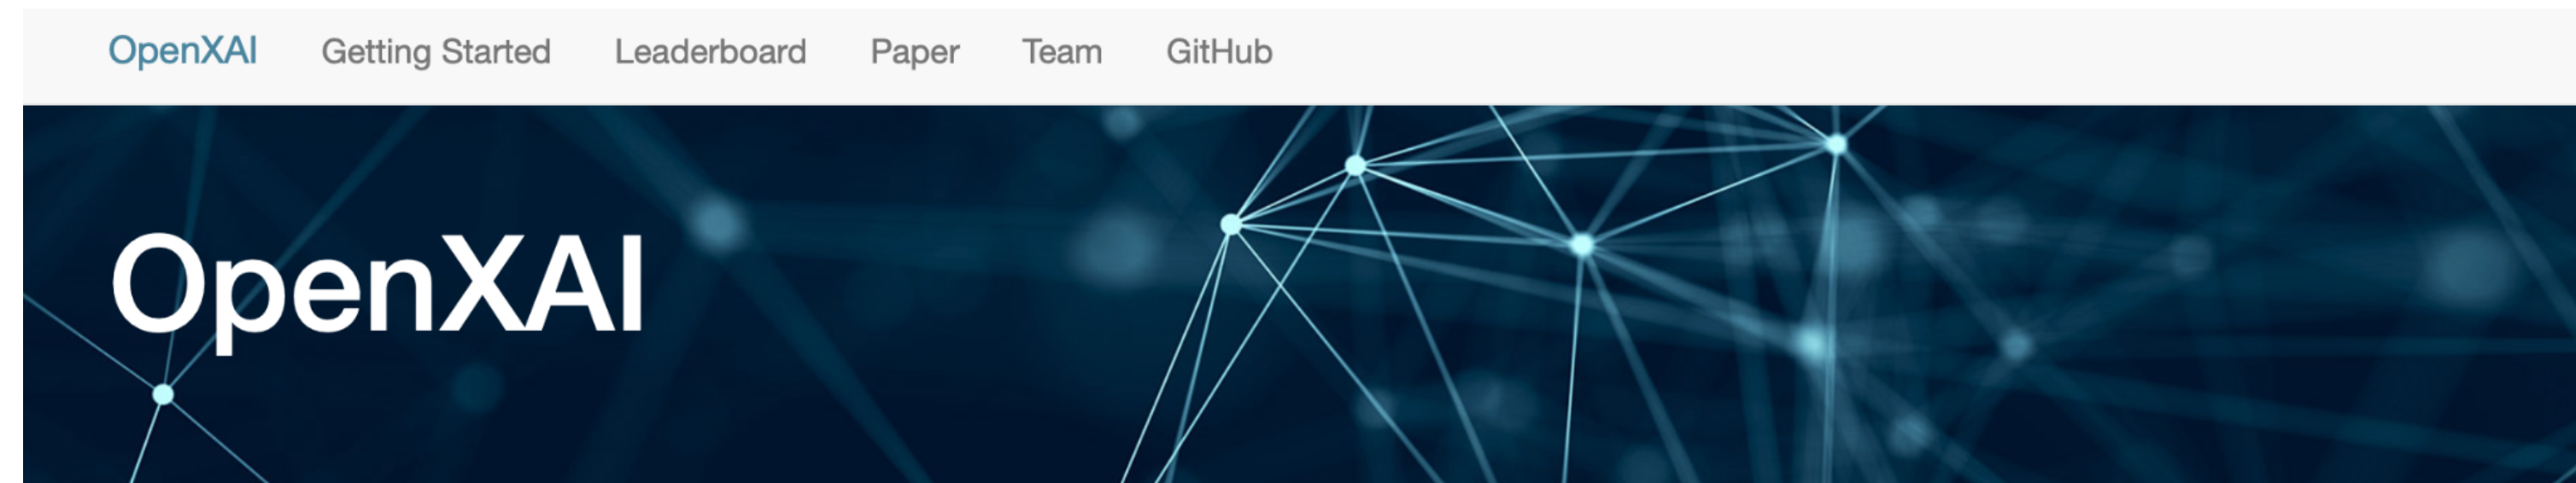 OpenXAI Getting Started Leaderboard Paper Team GitHub
OpenXAI